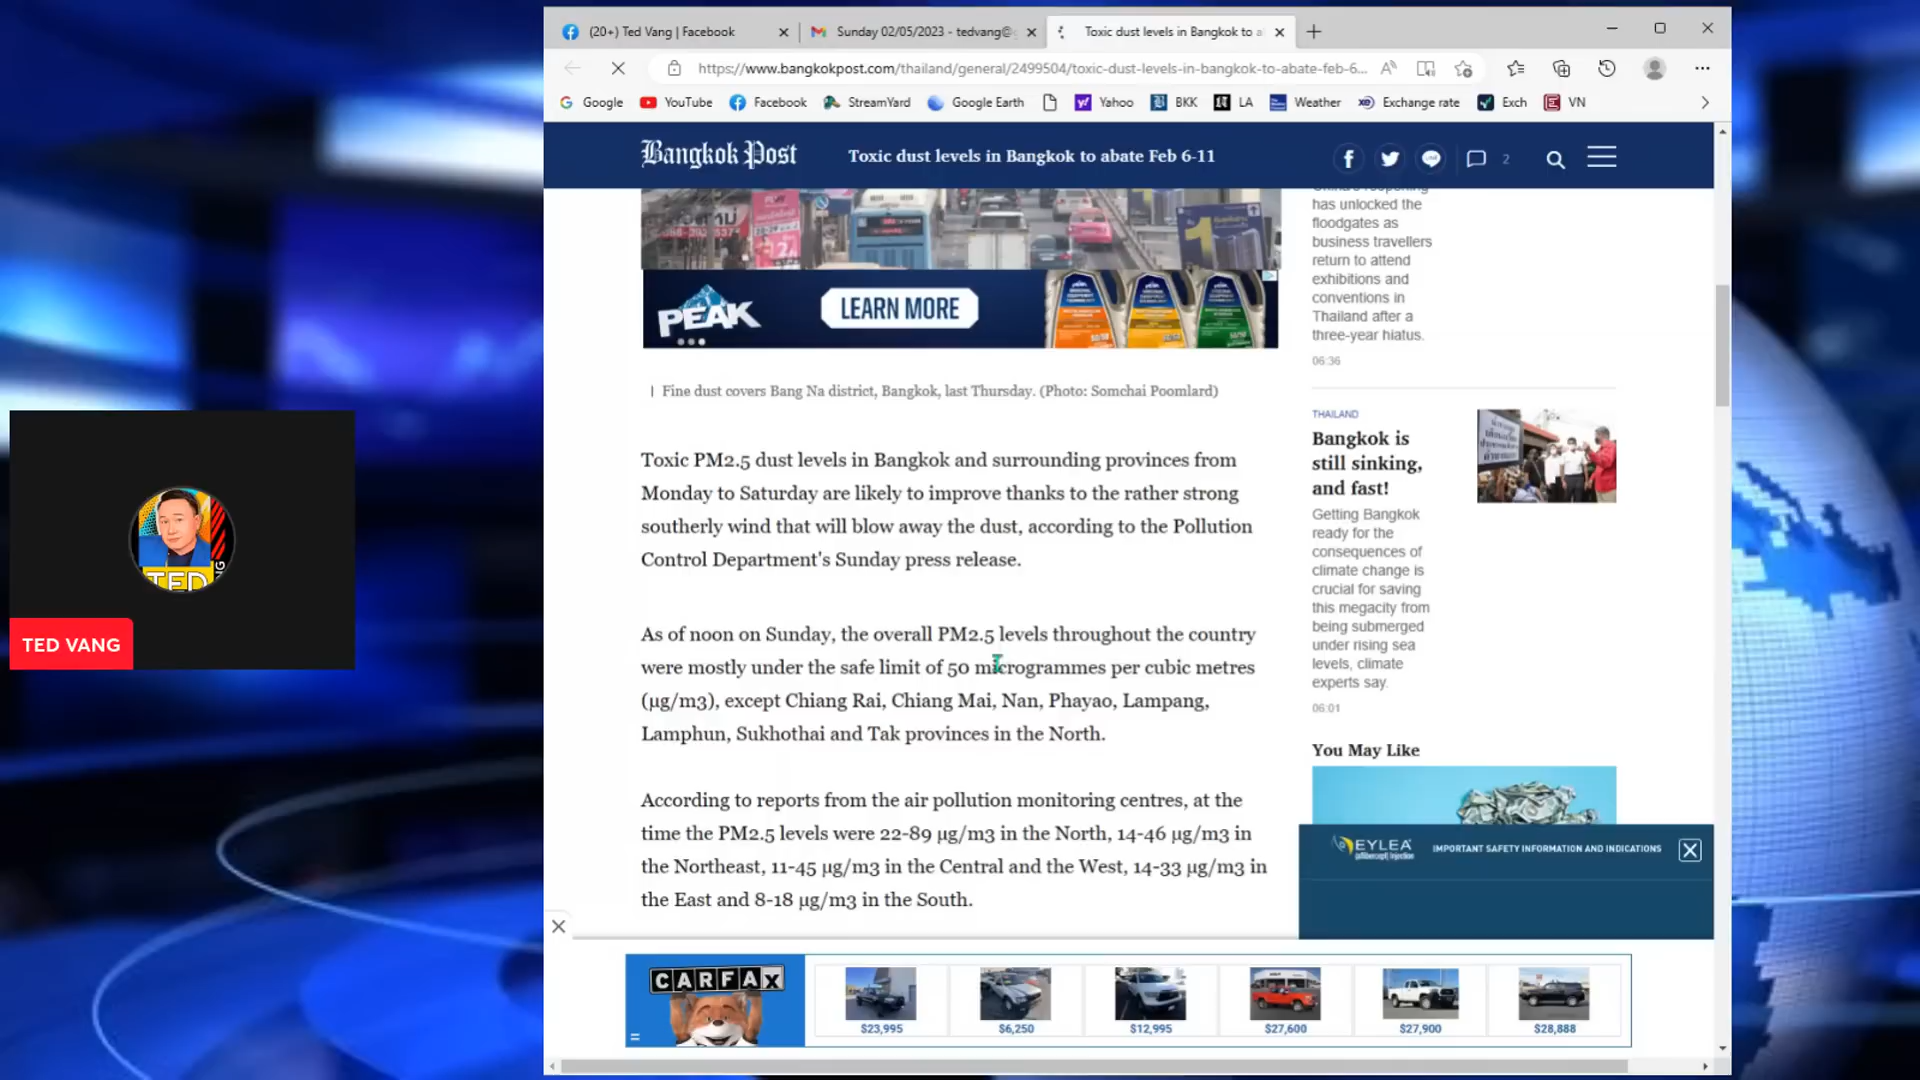 (20+) Ted Vang | Facebook
Sunday 02/05/2023 - tedvang@
Toxic dust levels in Bangkok to a
https://www.bangkokpost.com/thailand/general/2499504/toxic-dust-levels-in-bangkok-to-abate-feb-6...
Google
YouTube
Facebook
StreamYard
Google Earth
Yahoo
BKK
LA
Weather
Exchange rate
Exch
VN
Bangkok Post
Toxic dust levels in Bangkok to abate Feb 6-11
2
PEAK
LEARN MORE
| Fine dust covers Bang Na district, Bangkok, last Thursday. (Photo: Somchai Poomlard)
Toxic PM2.5 dust levels in Bangkok and surrounding provinces from
Monday to Saturday are likely to improve thanks to the rather strong
southerly wind that will blow away the dust, according to the Pollution
Control Department's Sunday press release.
As of noon on Sunday, the overall PM2.5 levels throughout the country
were mostly under the safe limit of 50 microgrammes per cubic metres
(µg/m3), except Chiang Rai, Chiang Mai, Nan, Phayao, Lampang,
Lamphun, Sukhothai and Tak provinces in the North.
According to reports from the air pollution monitoring centres, at the
time the PM2.5 levels were 22-89 µg/m3 in the North, 14-46 µg/m3 in
the Northeast, 11-45 µg/m3 in the Central and the West, 14-33 µg/m3 in
the East and 8-18 µg/m3 in the South.
China's reopening
has unlocked the
floodgates as
business travellers
return to attend
exhibitions and
conventions in
Thailand after a
three-year hiatus.
06:36
THAILAND
Bangkok is
still sinking,
and fast!
Getting Bangkok
ready for the
consequences of
climate change is
crucial for saving
this megacity from
being submerged
under rising sea
levels, climate
experts say.
06:01
You May Like
EYLEA
IMPORTANT SAFETY INFORMATION AND INDICATIONS
CARFAX
$23,995
$6,250
$12,995
$27,600
$27,900
$28,888
TED
TED VANG